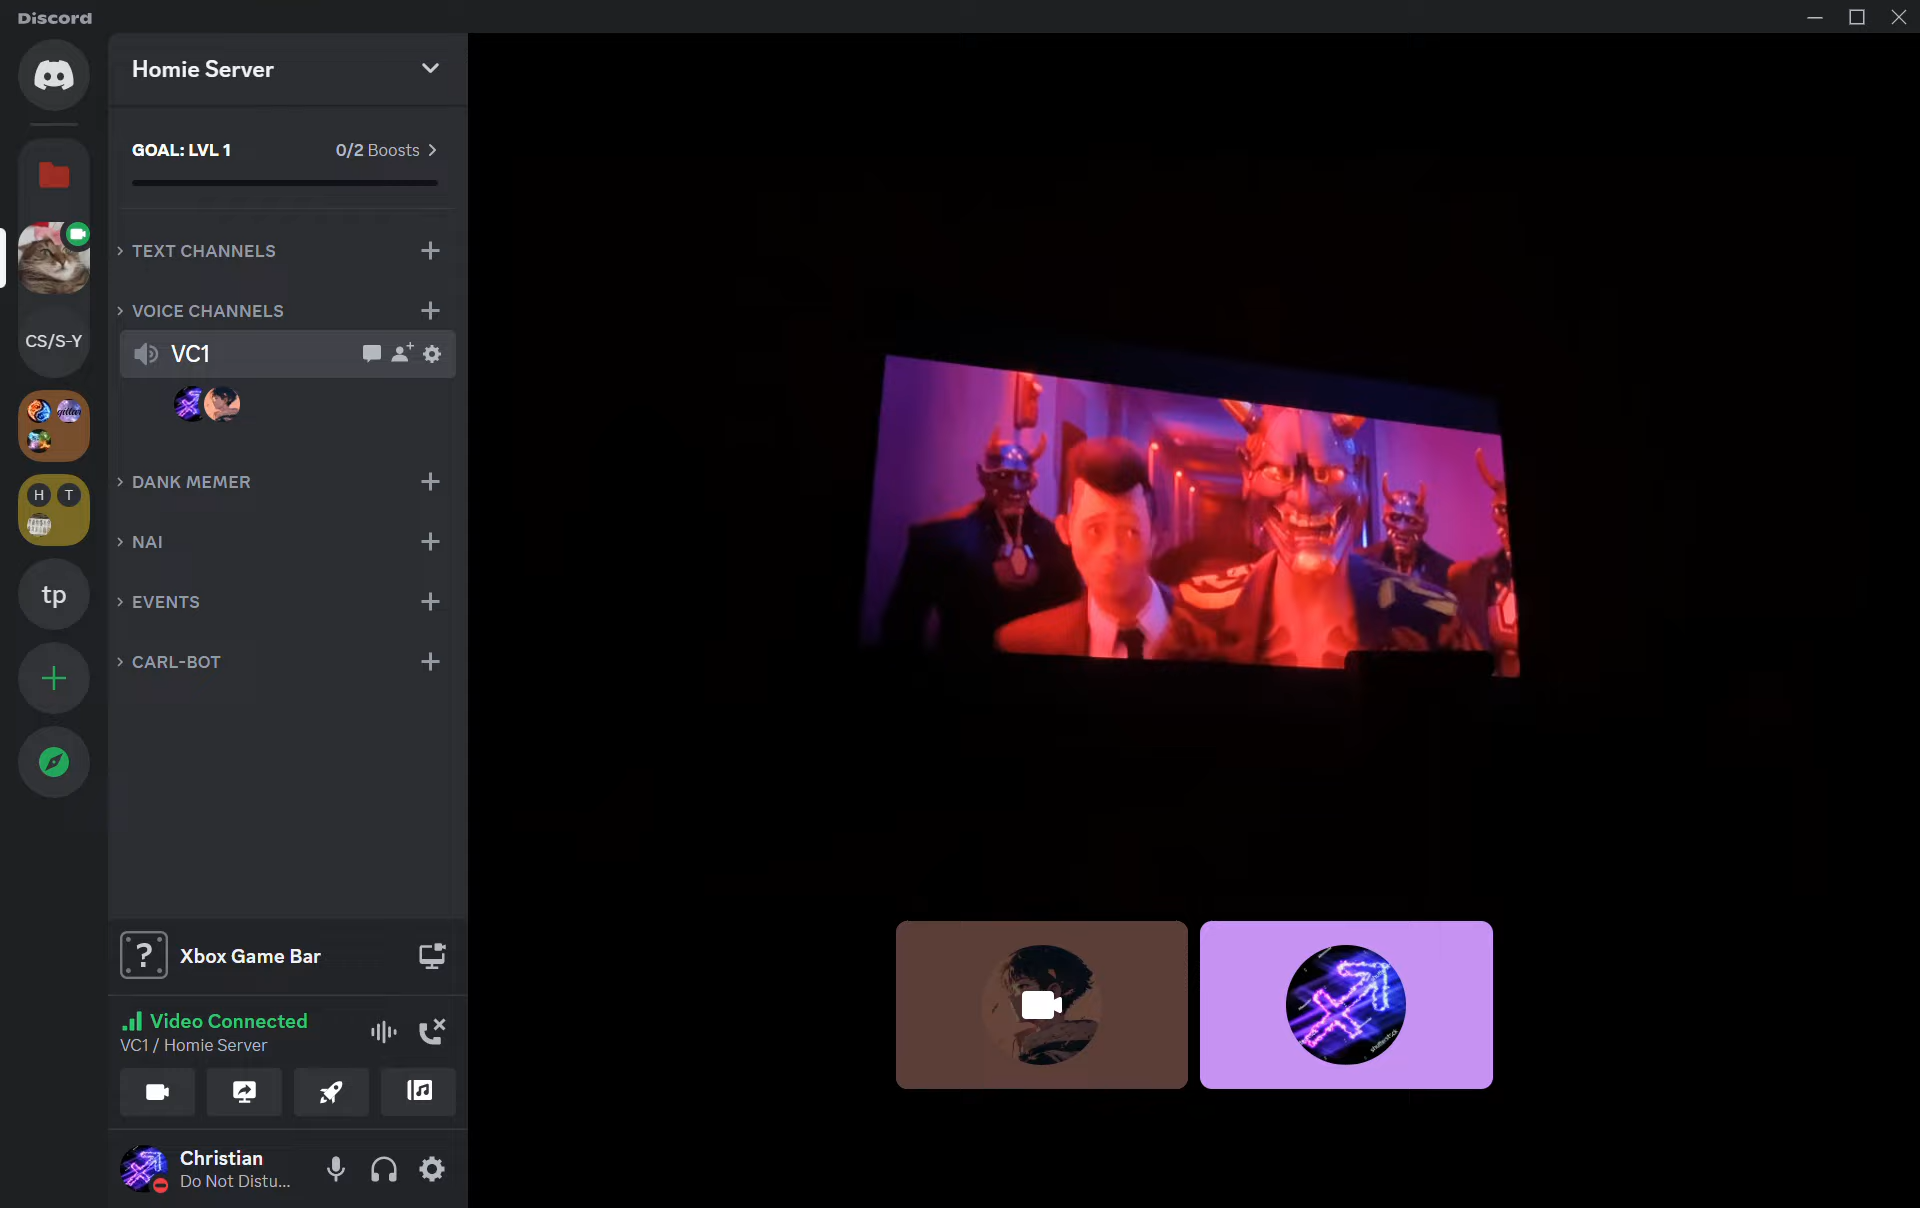 Discord
Homie Server
GOAL: LVL 1
0/2 Boosts
TEXT CHANNELS
VOICE CHANNELS
VC1
CS/S-Y
DANK MEMER
H T
NAI
tp
EVENTS
CARL-BOT
?
Xbox Game Bar
Video Connected
VC1 / Homie Server
Christian
Do Not Distu...